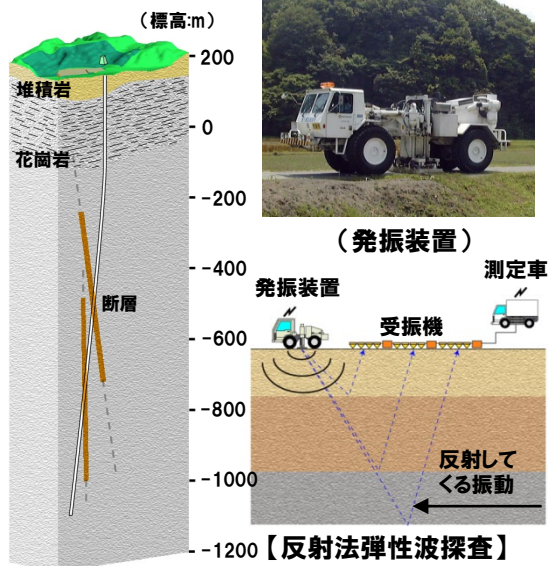 (標高:m)
200
堆積岩
0
花崗岩
-200
-400
断層
-600
-800
-1000
-1200
(発振装置)
測定車
発振装置
受振機
反射して
くる振動
【反射法弾性波探査】